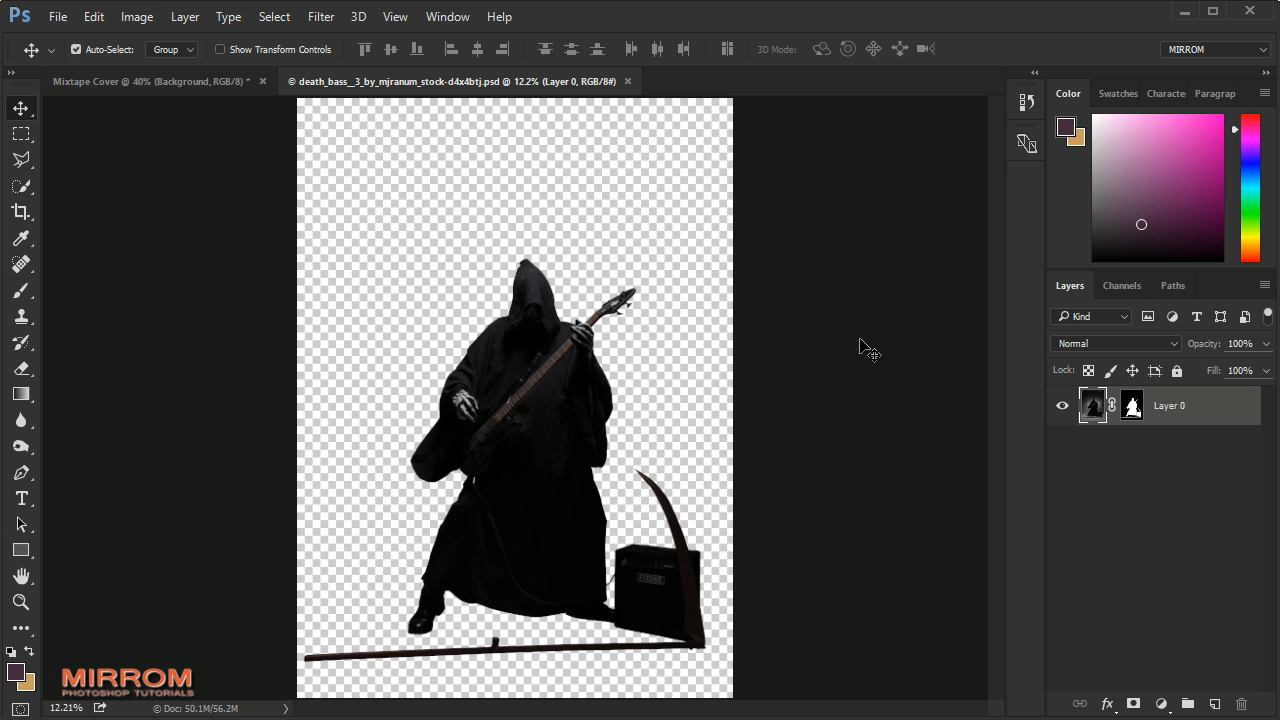 Ps File Edit Image Layer Type Select Filter 3D View Window Help
Auto-Select: Group Show Transform Controls 3D Mode: MIRROM
Mixtape Cover @ 40% (Background, RGB/8) * × © death_bass__3_by_mjranum_stock-d4x4btj.psd @ 12.2% (Layer 0, RGB/8#) ×
Color Swatches Characte Paragrap
Layers Channels Paths
Kind
Normal Opacity: 100%
Lock: Fill: 100%
Layer 0
MIRROM
PHOTOSHOP TUTORIALS
12.21% © Doc: 50.1M/56.2M